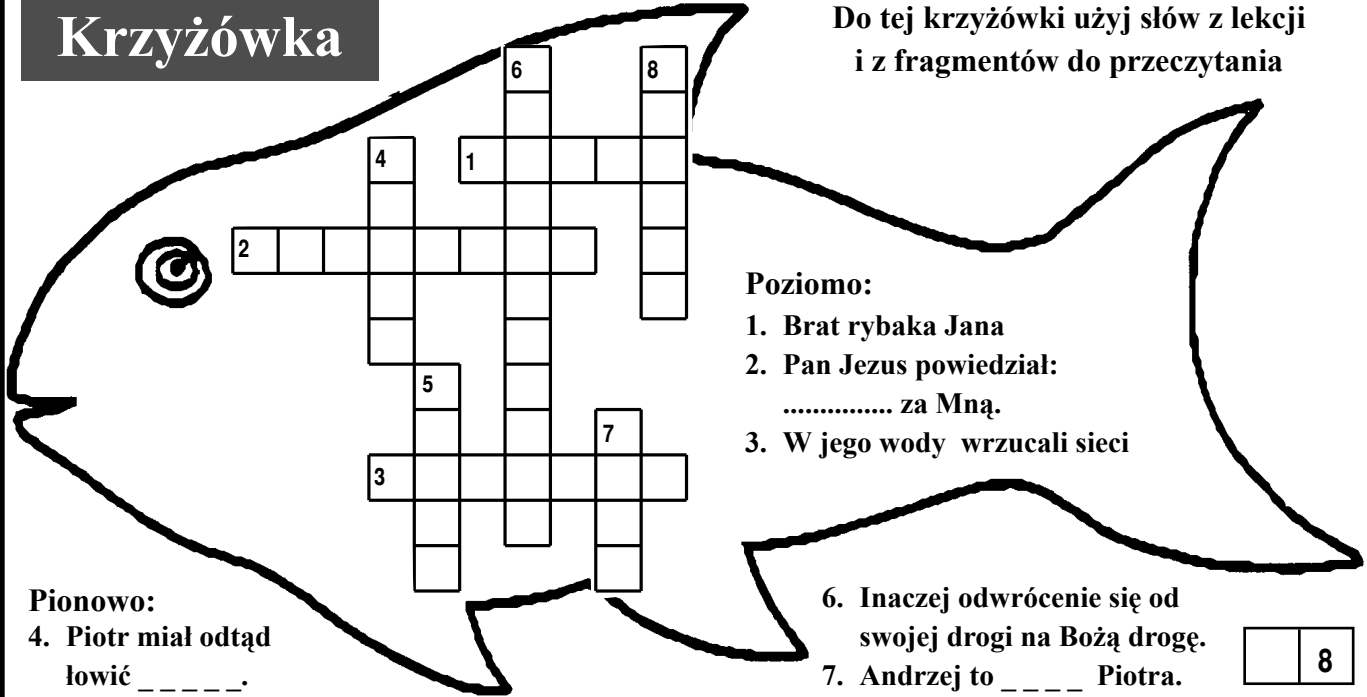 Krzyżówka
Do tej krzyżówki użyj słów z lekcji
i z fragmentów do przeczytania
6
8
4
1
2
5
7
3
Poziomo:
1. Brat rybaka Jana
2. Pan Jezus powiedział:
............... za Mną.
3. W jego wody wrzucali sieci
Pionowo:
4. Piotr miał odtąd
łowić _ _ _ _ _.
6. Inaczej odwrócenie się od
swojej drogi na Bożą drogę.
7. Andrzej to _ _ _ _ Piotra.
8